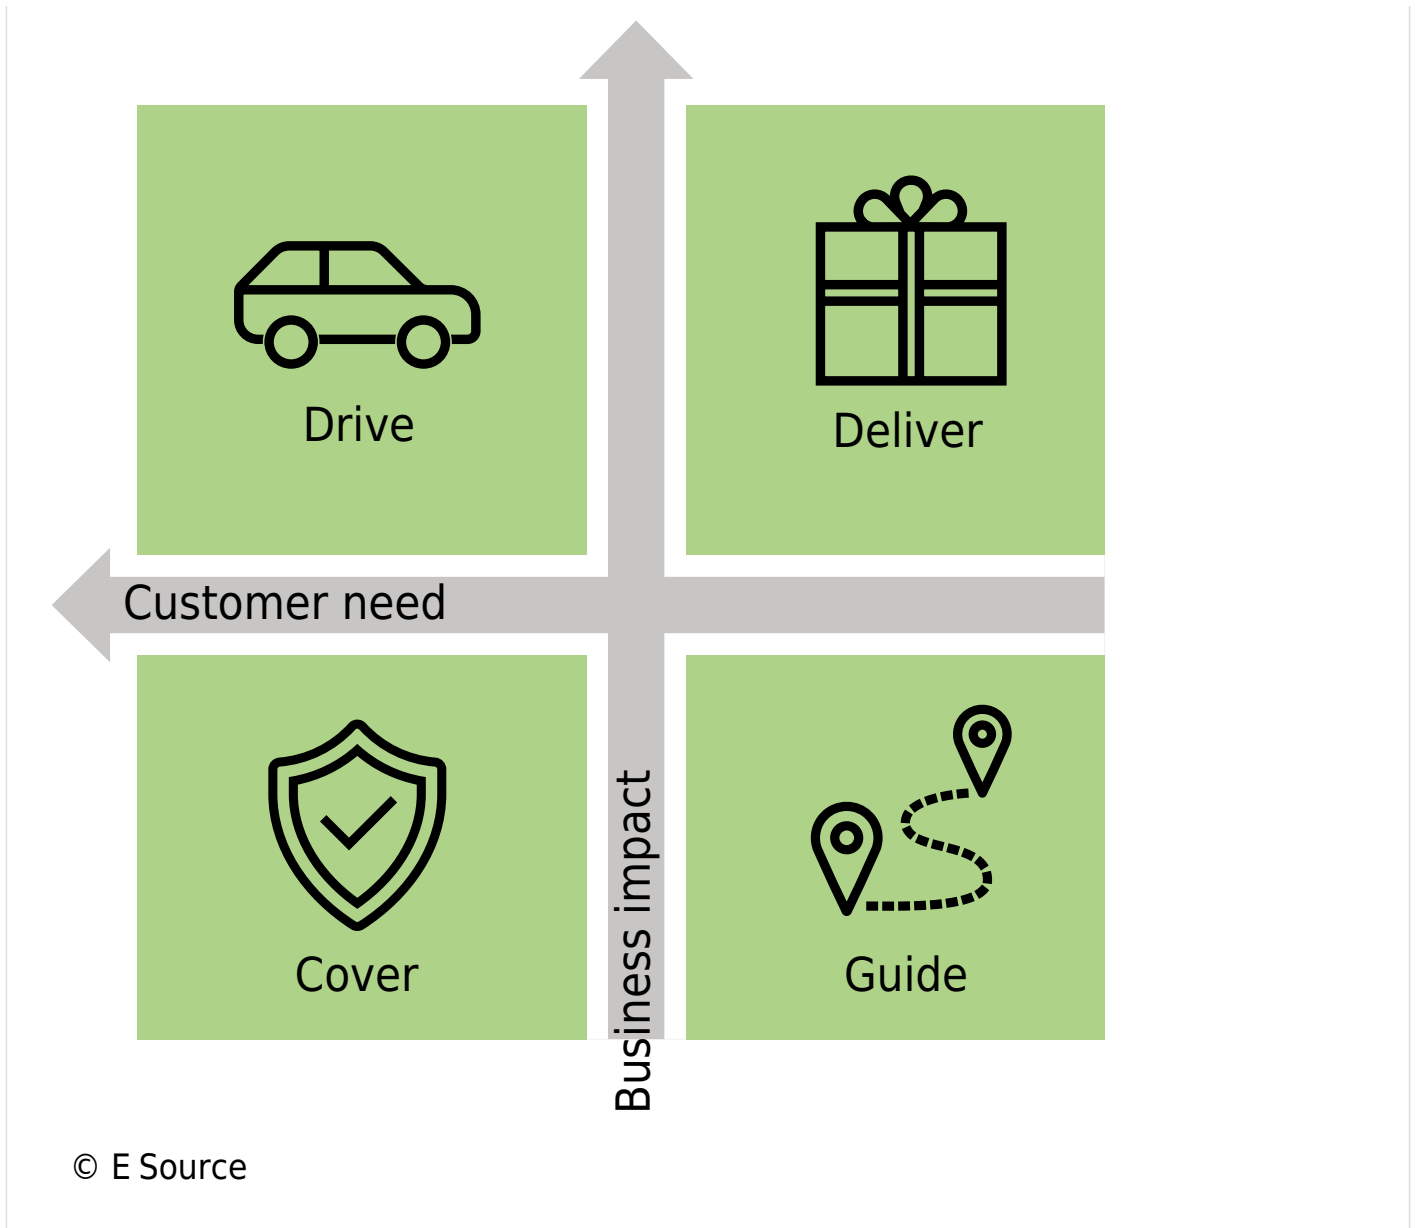 Drive
Deliver
Customer need
Cover
Guide
Business impact
© E Source